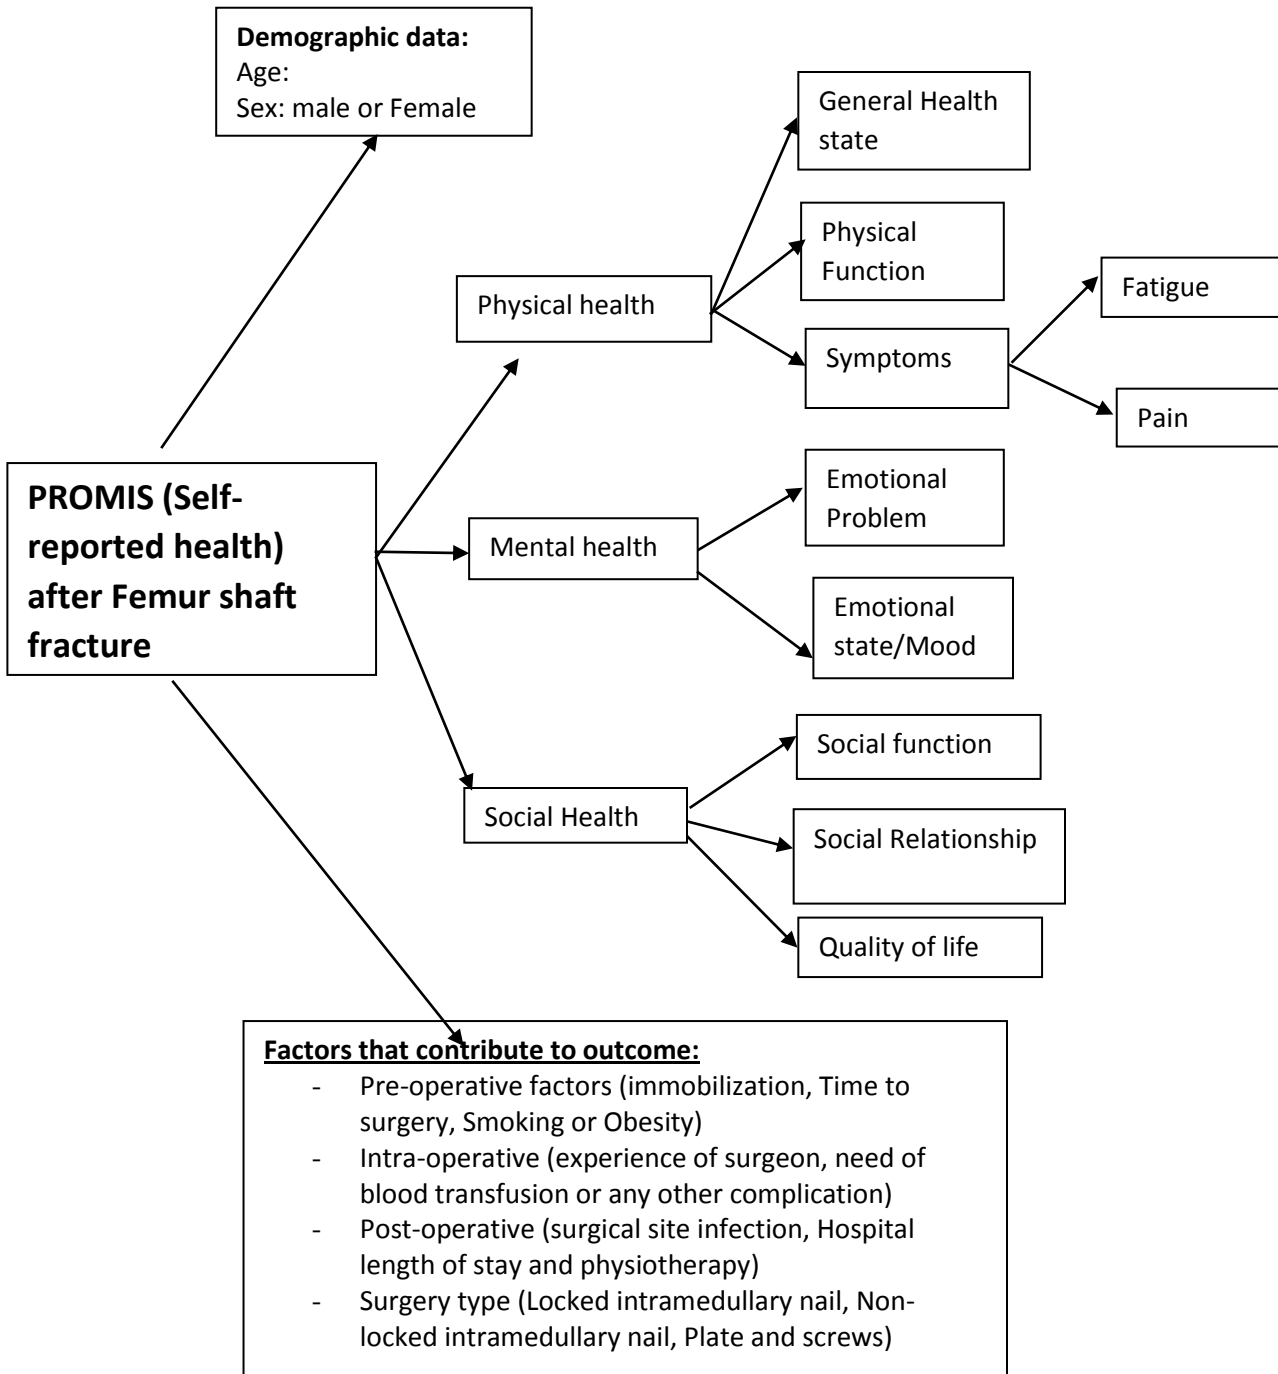 Demographic data:
Age:
Sex: male or Female
General Health
state
Physical
Function
Physical health
Fatigue
Symptoms
Pain
PROMIS (Self-
reported health)
after Femur shaft
fracture
Emotional
Problem
Mental health
Emotional
state/Mood
Social function
Social Health
Social Relationship
Quality of life
Factors that contribute to outcome:
- Pre-operative factors (immobilization, Time to
surgery, Smoking or Obesity)
- Intra-operative (experience of surgeon, need of
blood transfusion or any other complication)
- Post-operative (surgical site infection, Hospital
length of stay and physiotherapy)
- Surgery type (Locked intramedullary nail, Non-
locked intramedullary nail, Plate and screws)